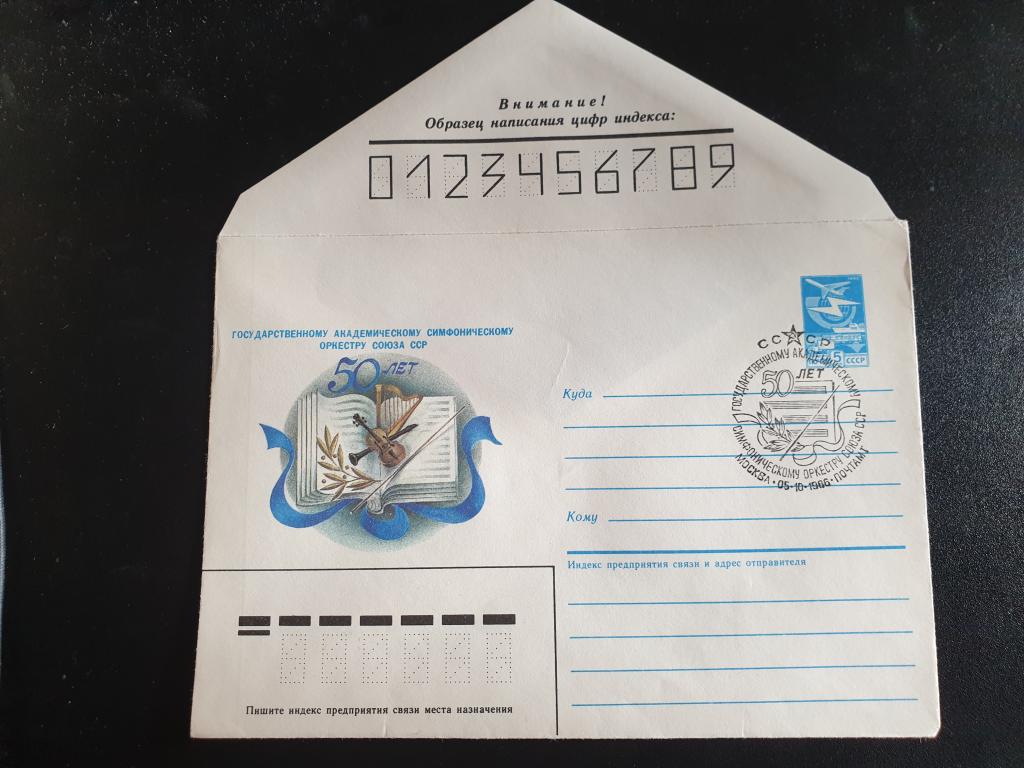 Внимание!
Образец написания цифр индекса:
0123456789
ГОСУДАРСТВЕННОМУ АКАДЕМИЧЕСКОМУ СИМФОНИЧЕСКОМУ
ОРКЕСТРУ СОЮЗА ССР
50 ЛЕТ
5 СССР
СССР
ГОСУДАРСТВЕННОМУ АКАДЕМИЧЕСКОМУ
50 ЛЕТ
СИМФОНИЧЕСКОМУ ОРКЕСТРУ СОЮЗА ССР
МОСКВА • 05-10-1986 • ПОЧТАМТ
Куда
Кому
Индекс предприятия связи и адрес отправителя
Пишите индекс предприятия связи места назначения